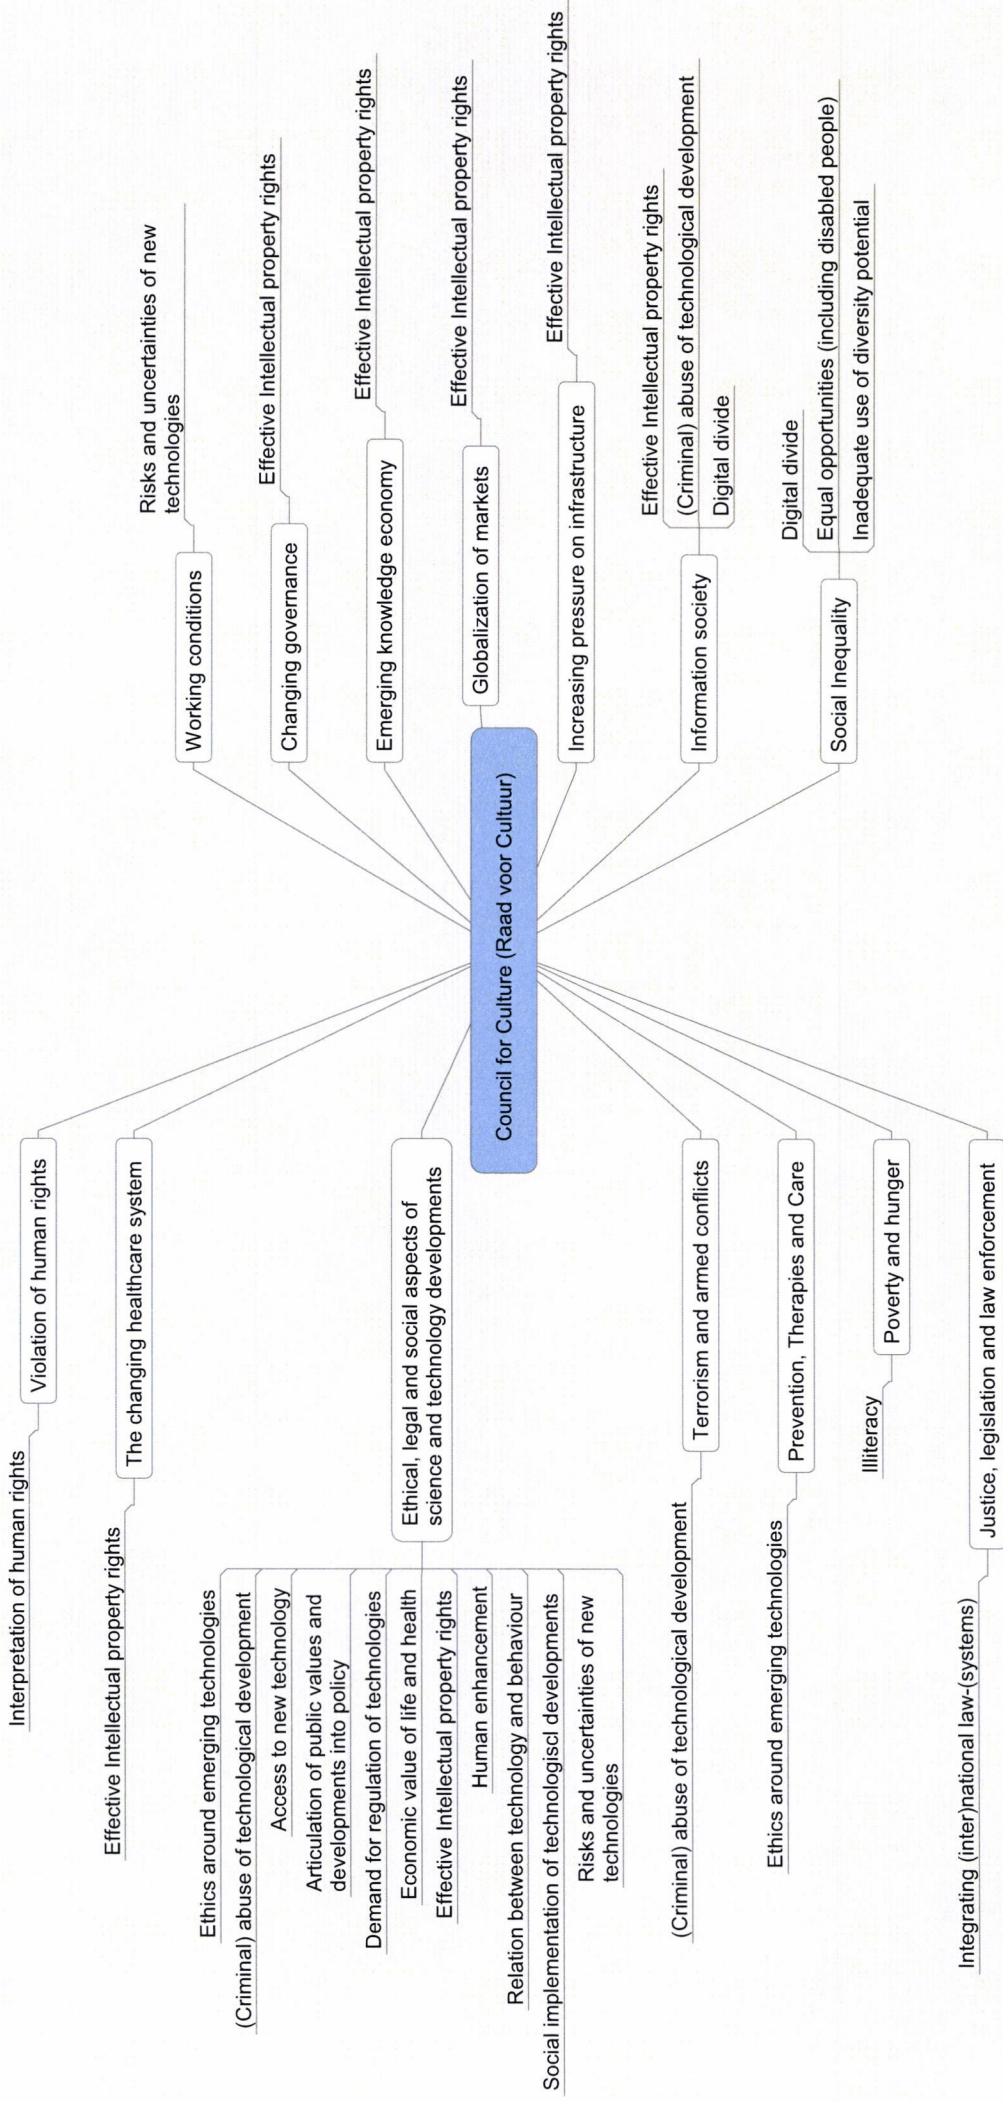 Interpretation of human rights
Violation of human rights
Effective Intellectual property rights
The changing healthcare system
Ethics around emerging technologies
(Criminal) abuse of technological development
Access to new technology
Articulation of public values and
developments into policy
Demand for regulation of technologies
Economic value of life and health
Effective Intellectual property rights
Human enhancement
Relation between technology and behaviour
Social implementation of technologiscl developments
Risks and uncertainties of new
technologies
Ethical, legal and social aspects of
science and technology developments
(Criminal) abuse of technological development
Terrorism and armed conflicts
Ethics around emerging technologies
Prevention, Therapies and Care
Illiteracy
Poverty and hunger
Integrating (inter)national law-(systems)
Justice, legislation and law enforcement
Council for Culture (Raad voor Cultuur)
Working conditions
Risks and uncertainties of new
technologies
Changing governance
Effective Intellectual property rights
Emerging knowledge economy
Effective Intellectual property rights
Globalization of markets
Effective Intellectual property rights
Increasing pressure on infrastructure
Effective Intellectual property rights
Information society
Effective Intellectual property rights
(Criminal) abuse of technological development
Digital divide
Social Inequality
Digital divide
Equal opportunities (including disabled people)
Inadequate use of diversity potential